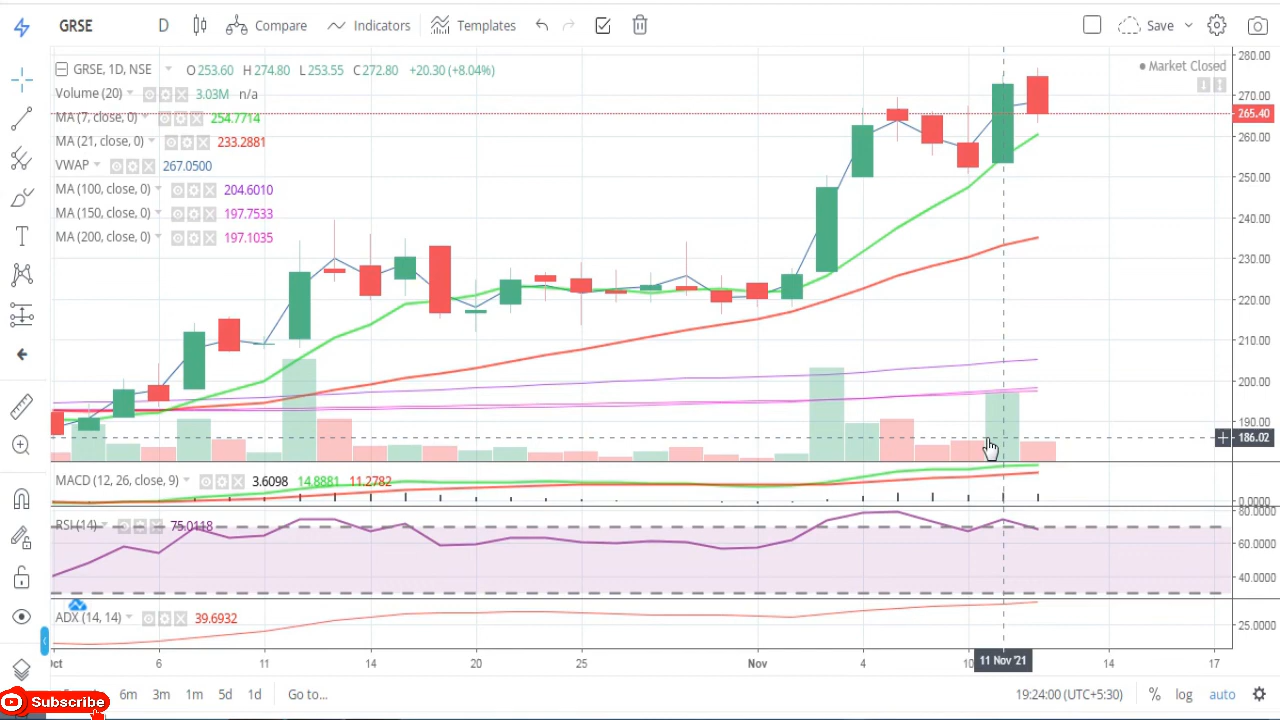 GRSE D Compare Indicators Templates Save
GRSE, 1D, NSE O 253.60 H 274.80 L 253.55 C 272.80 +20.30 (+8.04%)
Market Closed
Volume (20) 3.03M n/a
MA (7, close, 0) 254.7714
MA (21, close, 0) 233.2881
VWAP 267.0500
MA (100, close, 0) 204.6010
MA (150, close, 0) 197.7533
MA (200, close, 0) 197.1035
280.00
270.00
265.40
260.00
250.00
240.00
230.00
220.00
210.00
200.00
190.00
186.02
MACD (12, 26, close, 9) 3.6098 14.8881 11.2782
0.0000
RSI (14) 75.0118
80.0000
60.0000
40.0000
ADX (14, 14) 39.6932
25.0000
Oct 6 11 14 20 25 Nov 4 10 11 Nov '21 14 17
Subscribe 6m 3m 1m 5d 1d Go to... 19:24:00 (UTC+5:30) % log auto